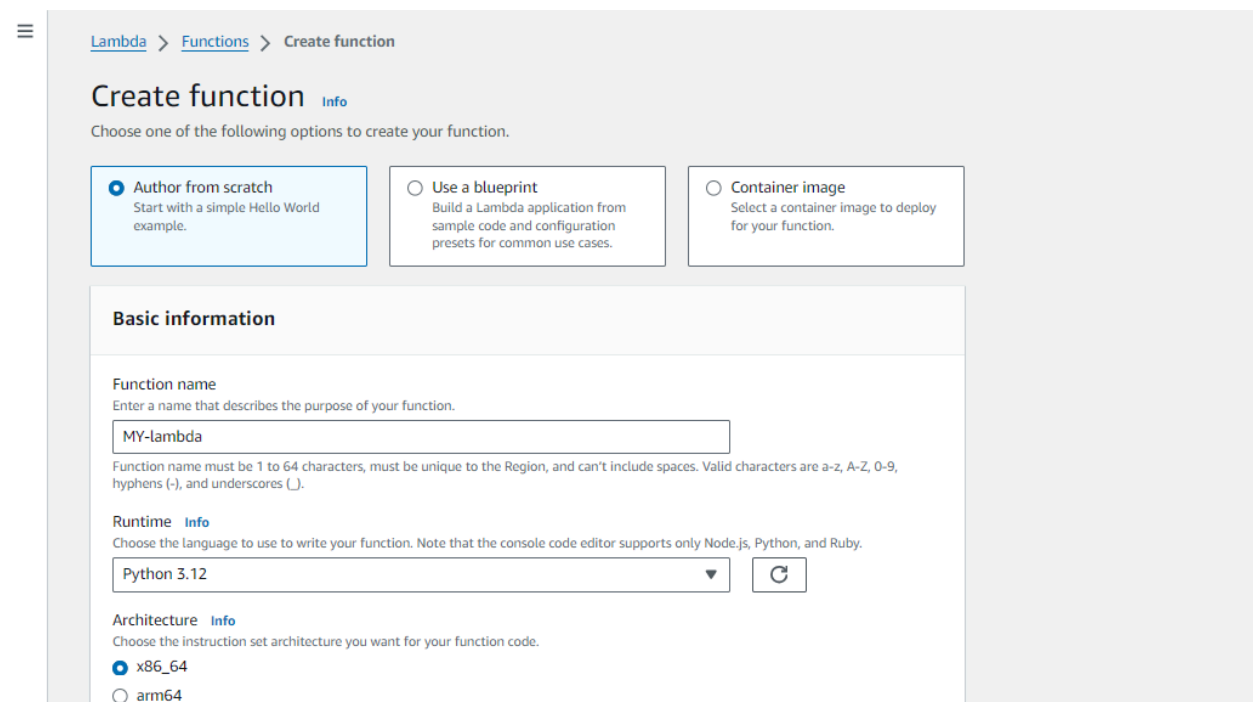 Lambda > Functions > Create function
Create function Info
Choose one of the following options to create your function.
Author from scratch
Start with a simple Hello World
example.
Use a blueprint
Build a Lambda application from
sample code and configuration
presets for common use cases.
Container image
Select a container image to deploy
for your function.
Basic information
Function name
Enter a name that describes the purpose of your function.
MY-lambda
Function name must be 1 to 64 characters, must be unique to the Region, and can't include spaces. Valid characters are a-z, A-Z, 0-9,
hyphens (-), and underscores (_).
Runtime Info
Choose the language to use to write your function. Note that the console code editor supports only Node.js, Python, and Ruby.
Python 3.12
Architecture Info
Choose the instruction set architecture you want for your function code.
x86_64
arm64